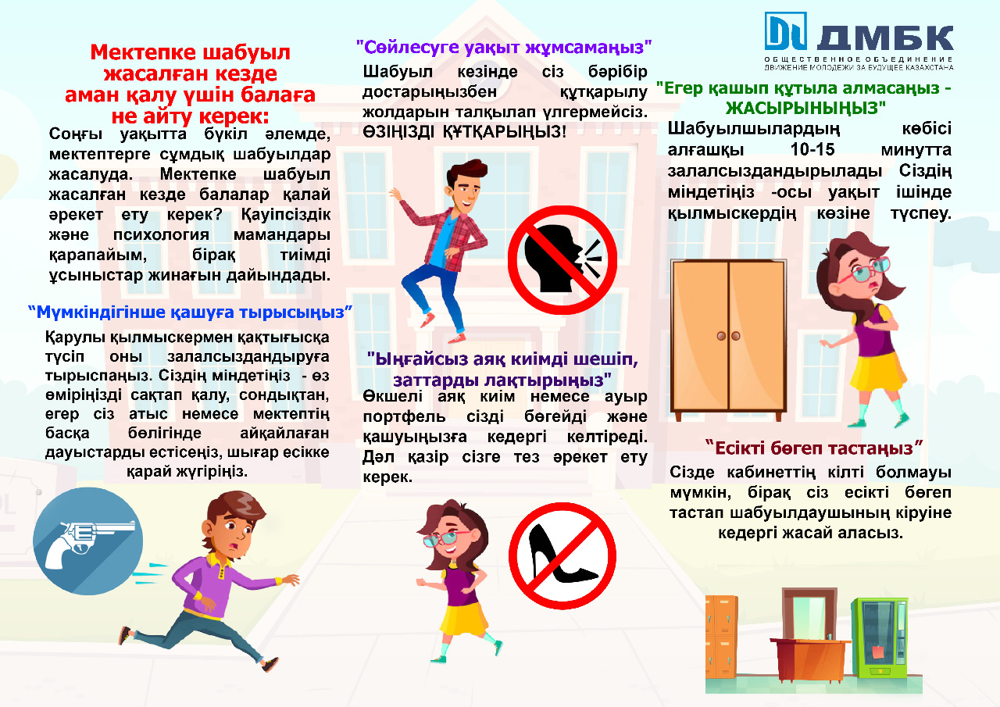 Мектепке шабуыл
жасалған кезде
аман қалу үшін балаға
не айту керек:
Соңғы уақытта бүкіл әлемде,
мектептерге сұмдық шабуылдар
жасалуда. Мектепке шабуыл
жасалған кезде балалар қалай
әрекет ету керек? Қауіпсіздік
және психология мамандары
қарапайым, бірақ тиімді
ұсыныстар жинағын дайындады.
“Мүмкіндігінше қашуға тырысыңыз”
Қарулы қылмыскермен қақтығысқа
түсіп оны залалсыздандыруға
тырыспаңыз. Сіздің міндетіңіз - өз
өміріңізді сақтап қалу, сондықтан,
егер сіз атыс немесе мектептің
басқа бөлігінде айқайлаған
дауыстарды естісеңіз, шығар есікке
қарай жүгіріңіз.
"Сөйлесуге уақыт жұмсамаңыз"
Шабуыл кезінде сіз бәрібір
достарыңызбен құтқарылу
жолдарын талқылап үлгермейсіз.
ӨЗІҢІЗДІ ҚҰТҚАРЫҢЫЗ!
"Ыңғайсыз аяқ киімді шешіп,
заттарды лақтырыңыз"
Өкшелі аяқ киім немесе ауыр
портфель сізді бөгейді және
қашуыңызға кедергі келтіреді.
Дәл қазір сізге тез әрекет ету
керек.
ДМБК
ОБЩЕСТВЕННОЕ ОБЪЕДИНЕНИЕ
ДВИЖЕНИЕ МОЛОДЕЖИ ЗА БУДУЩЕЕ КАЗАХСТАНА
"Егер қашып құтыла алмасаңыз -
ЖАСЫРЫНЫҢЫЗ"
Шабуылшылардың көбісі
алғашқы 10-15 минутта
залалсыздандырылады Сіздің
міндетіңіз -осы уақыт ішінде
қылмыскердің көзіне түспеу.
“Есікті бөгеп тастаңыз”
Сізде кабинеттің кілті болмауы
мүмкін, бірақ сіз есікті бөгеп
тастап шабуылдаушының кіруіне
кедергі жасай аласыз.